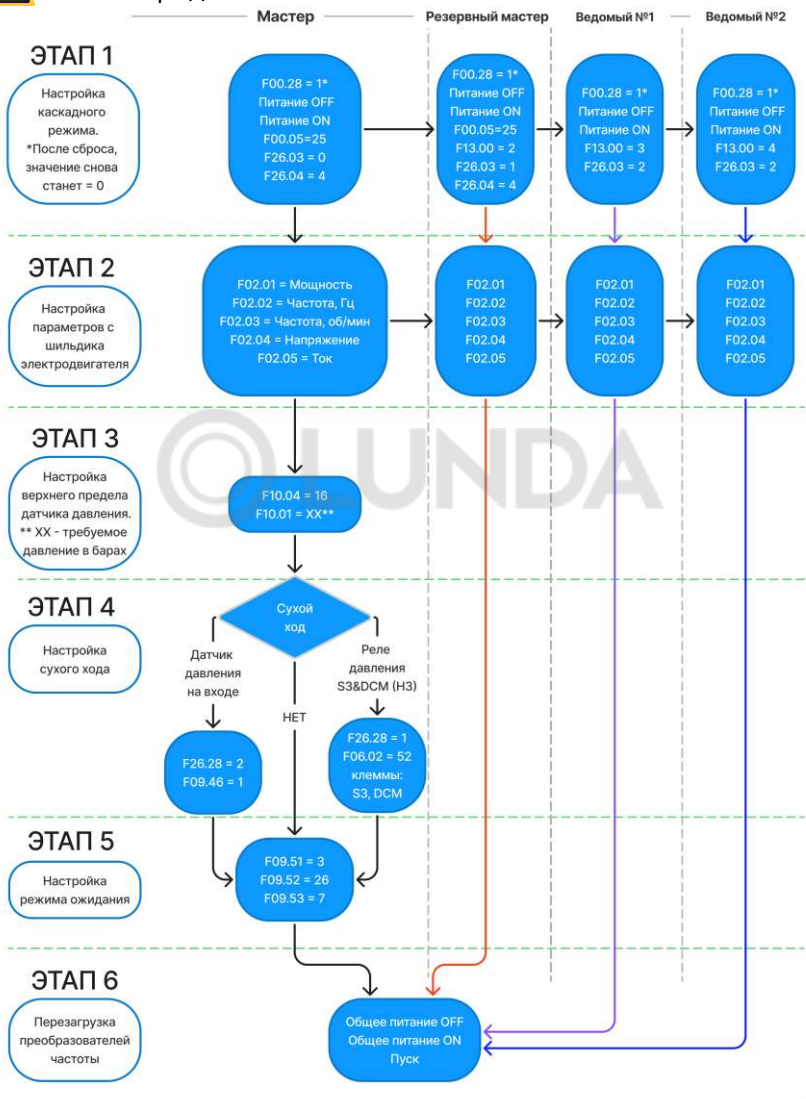 Мастер
Резервный мастер
Ведомый №1
Ведомый №2
ЭТАП 1
Настройка
каскадного
режима.
*После сброса,
значение снова
станет = 0
F00.28 = 1*
Питание OFF
Питание ON
F00.05=25
F26.03 = 0
F26.04 = 4
F00.28 = 1*
Питание OFF
Питание ON
F00.05=25
F13.00 = 2
F26.03 = 1
F26.04 = 4
F00.28 = 1*
Питание OFF
Питание ON
F13.00 = 3
F26.03 = 2
F00.28 = 1*
Питание OFF
Питание ON
F13.00 = 4
F26.03 = 2
ЭТАП 2
Настройка
параметров с
шильдика
электродвигателя
F02.01 = Мощность
F02.02 = Частота, Гц
F02.03 = Частота, об/мин
F02.04 = Напряжение
F02.05 = Ток
F02.01
F02.02
F02.03
F02.04
F02.05
F02.01
F02.02
F02.03
F02.04
F02.05
F02.01
F02.02
F02.03
F02.04
F02.05
LUNDA
ЭТАП 3
Настройка
верхнего предела
датчика давления.
** XX - требуемое
давление в барах
F10.04 = 16
F10.01 = XX**
ЭТАП 4
Настройка
сухого хода
Сухой
ход
Датчик
давления
на входе
НЕТ
Реле
давления
S3&DCM (НЗ)
F26.28 = 2
F09.46 = 1
F26.28 = 1
F06.02 = 52
клеммы:
S3, DCM
ЭТАП 5
Настройка
режима ожидания
F09.51 = 3
F09.52 = 26
F09.53 = 7
ЭТАП 6
Перезагрузка
преобразователей
частоты
Общее питание OFF
Общее питание ON
Пуск